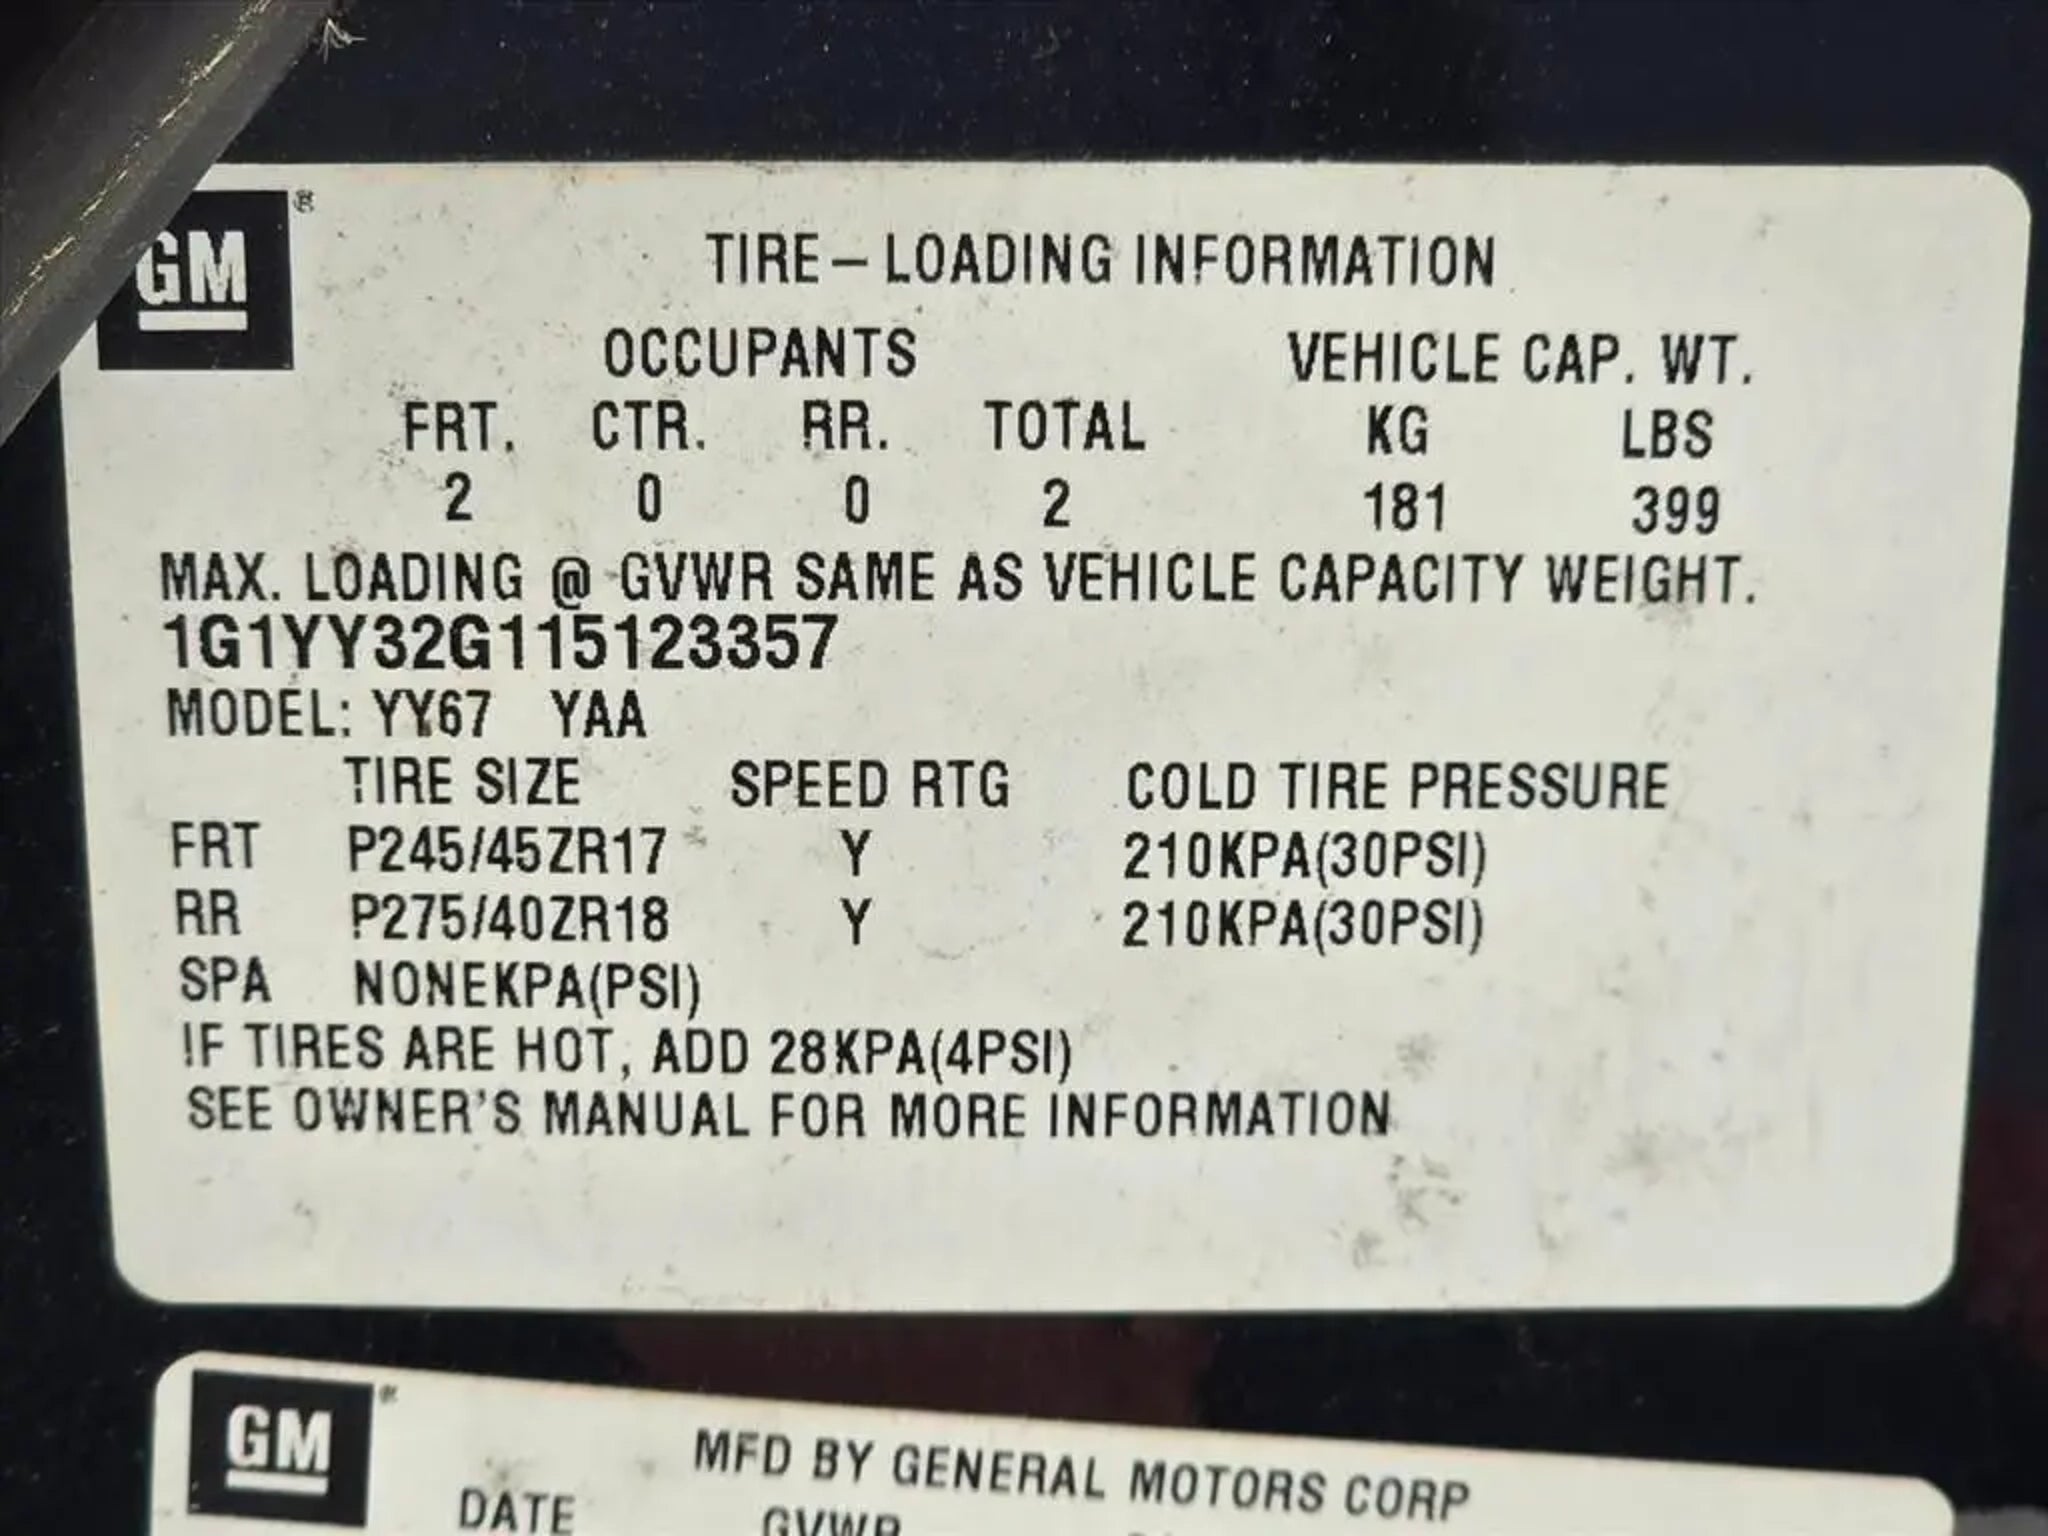 GM ®
TIRE–LOADING INFORMATION
OCCUPANTS VEHICLE CAP. WT.
FRT. CTR. RR. TOTAL KG LBS
2 0 0 2 181 399
MAX. LOADING @ GVWR SAME AS VEHICLE CAPACITY WEIGHT.
1G1YY32G115123357
MODEL: YY67 YAA
TIRE SIZE SPEED RTG COLD TIRE PRESSURE
FRT P245/45ZR17 Y 210KPA(30PSI)
RR P275/40ZR18 Y 210KPA(30PSI)
SPA NONEKPA(PSI)
IF TIRES ARE HOT, ADD 28KPA(4PSI)
SEE OWNER'S MANUAL FOR MORE INFORMATION
GM ®
MFD BY GENERAL MOTORS CORP
DATE GVWR